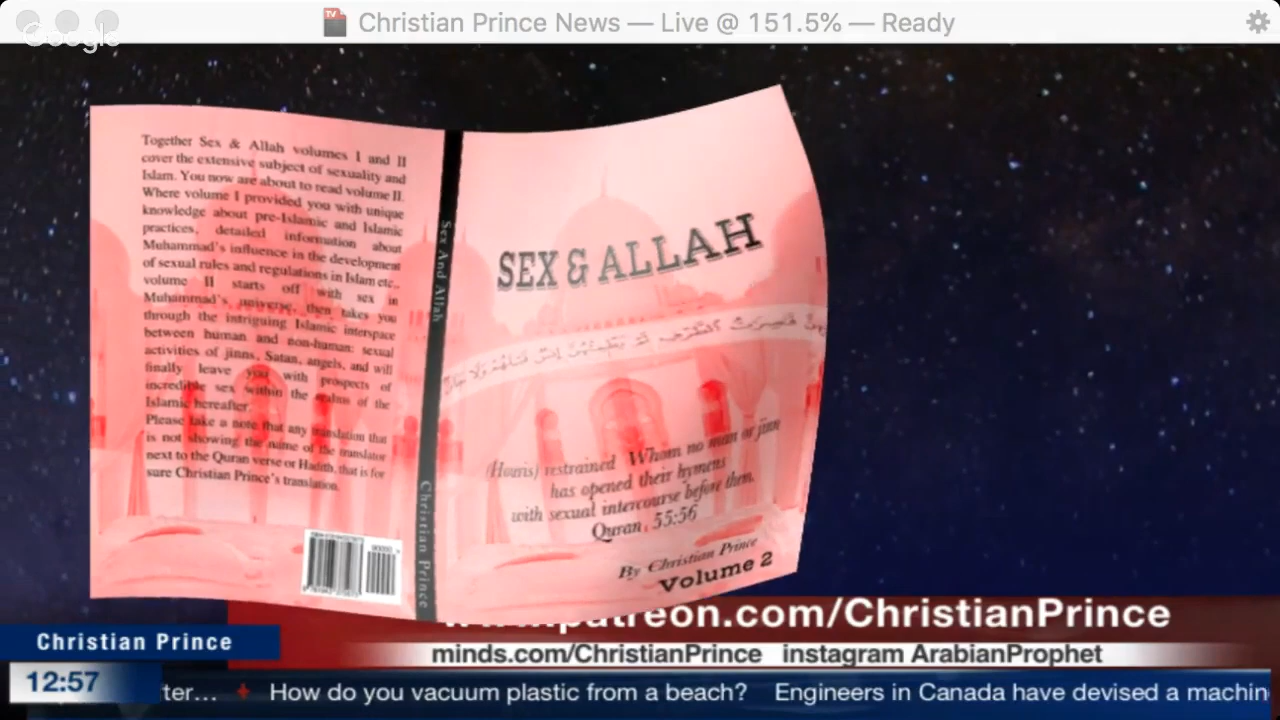 Christian Prince News — Live @ 151.5% — Ready
Google
Together Sex & Allah volumes I and II
cover the extensive subject of sexuality and
Islam. You now are about to read volume II.
Where volume I provided you with unique
knowledge about pre-Islamic and Islamic
practices, detailed information about
Muhammad's influence in the development
of sexual rules and regulations in Islam etc.,
volume II starts off with sex in
Muhammad's universe, then takes you
through the intriguing Islamic interspace
between human and non-human: sexual
activities of jinns, Satan, angels, and will
finally leave you with prospects of
incredible sex within the realms of the
Islamic hereafter.
Please take a note that any translation that
is not showing the name of the translator
next to the Quran verse or Hadith, that is for
sure Christian Prince's translation.
Sex And Allah
Christian Prince
SEX & ALLAH
(Houris) restrained Whom no man or jinn
has opened their hymens
with sexual intercourse before them.
Quran, 55:56
By Christian Prince
Volume 2
www.patreon.com/ChristianPrince
Christian Prince
minds.com/ChristianPrince instagram ArabianProphet
12:57
ter... How do you vacuum plastic from a beach? Engineers in Canada have devised a machin